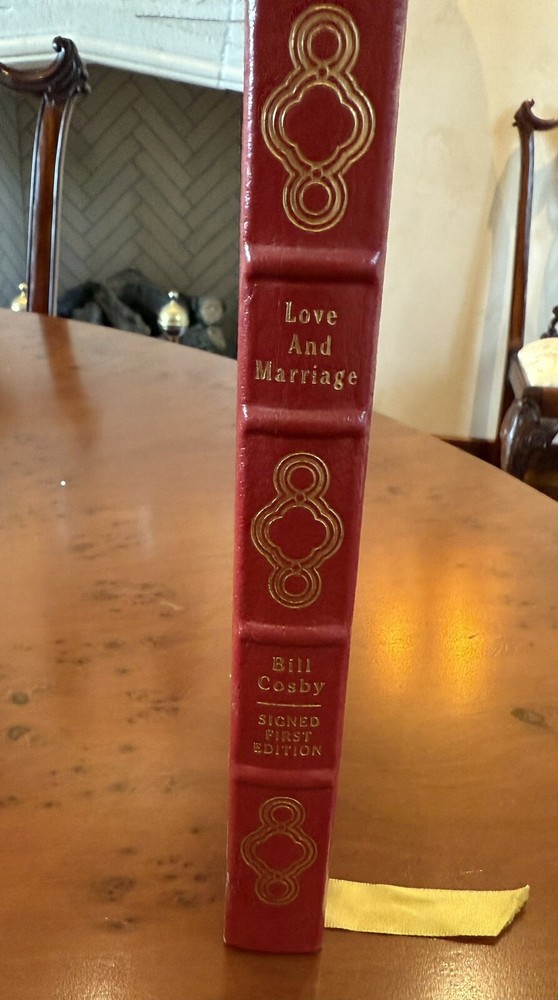 Love
And
Marriage
Bill
Cosby
SIGNED
FIRST
EDITION